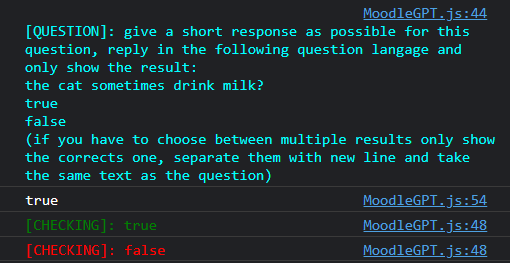 MoodleGPT.js:44
[QUESTION]: give a short response as possible for this
question, reply in the following question langage and
only show the result:
the cat sometimes drink milk?
true
false
(if you have to choose between multiple results only show
the corrects one, separate them with new line and take
the same text as the question)
true MoodleGPT.js:54
[CHECKING]: true MoodleGPT.js:48
[CHECKING]: false MoodleGPT.js:48